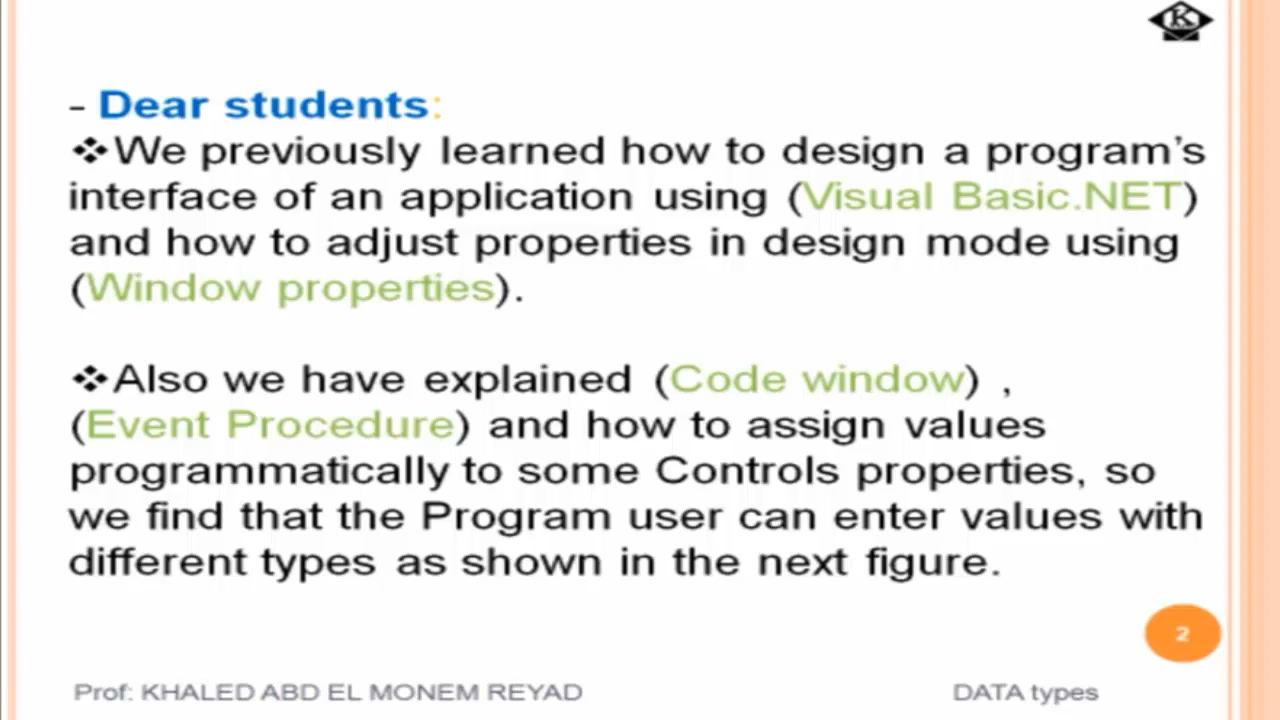 K
- Dear students:
❖We previously learned how to design a program's
interface of an application using (Visual Basic.NET)
and how to adjust properties in design mode using
(Window properties).
❖Also we have explained (Code window) ,
(Event Procedure) and how to assign values
programmatically to some Controls properties, so
we find that the Program user can enter values with
different types as shown in the next figure.
2
Prof: KHALED ABD EL MONEM REYAD DATA types